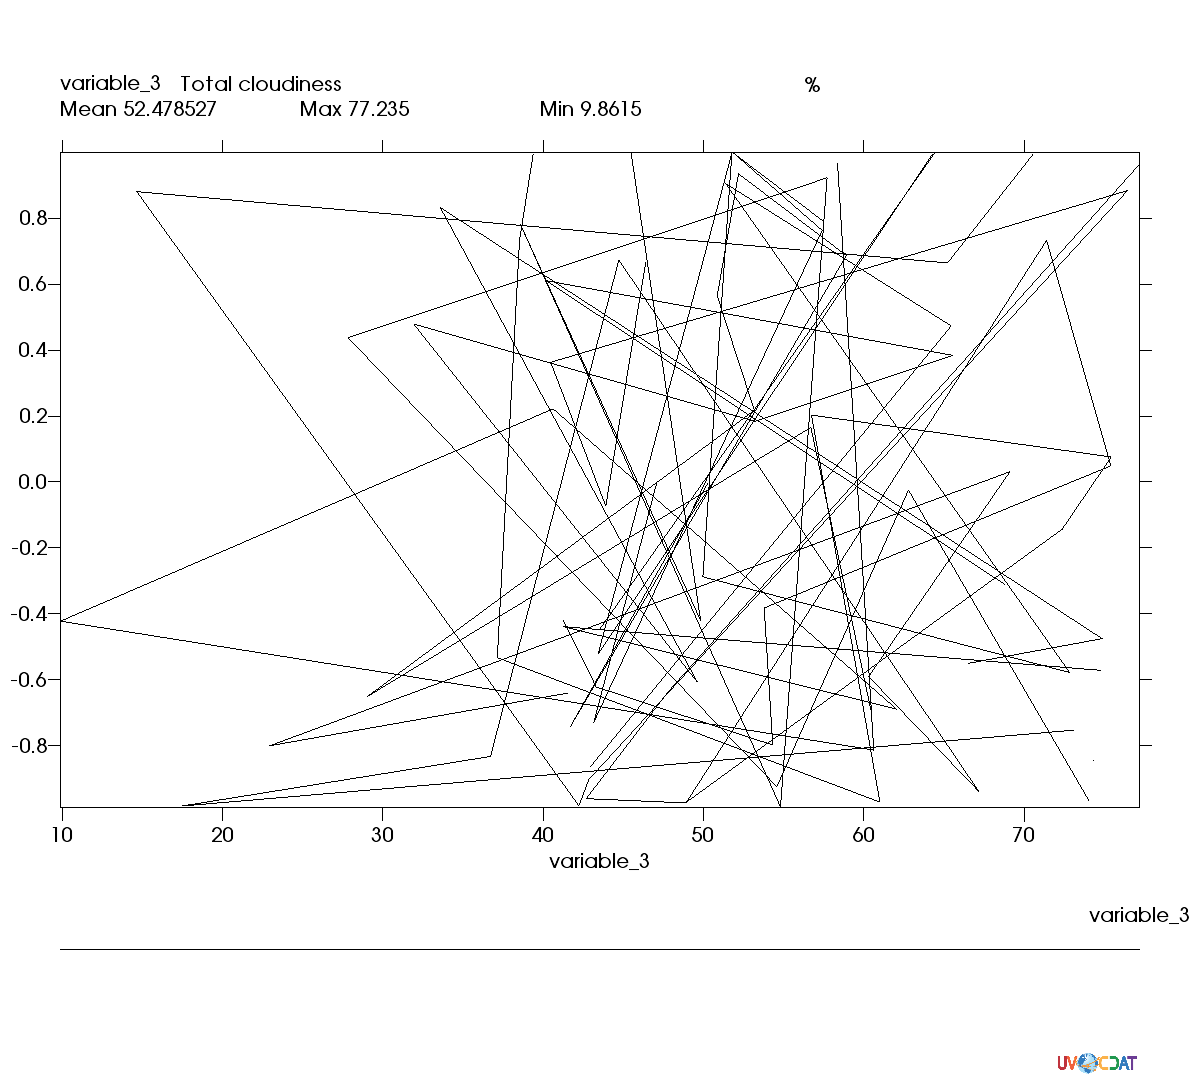 variable_3 Total cloudiness %
Mean 52.478527 Max 77.235 Min 9.8615
0.8
0.6
0.4
0.2
0.0
-0.2
-0.4
-0.6
-0.8
10 20 30 40 50 60 70
variable_3
variable_3
UV CDAT